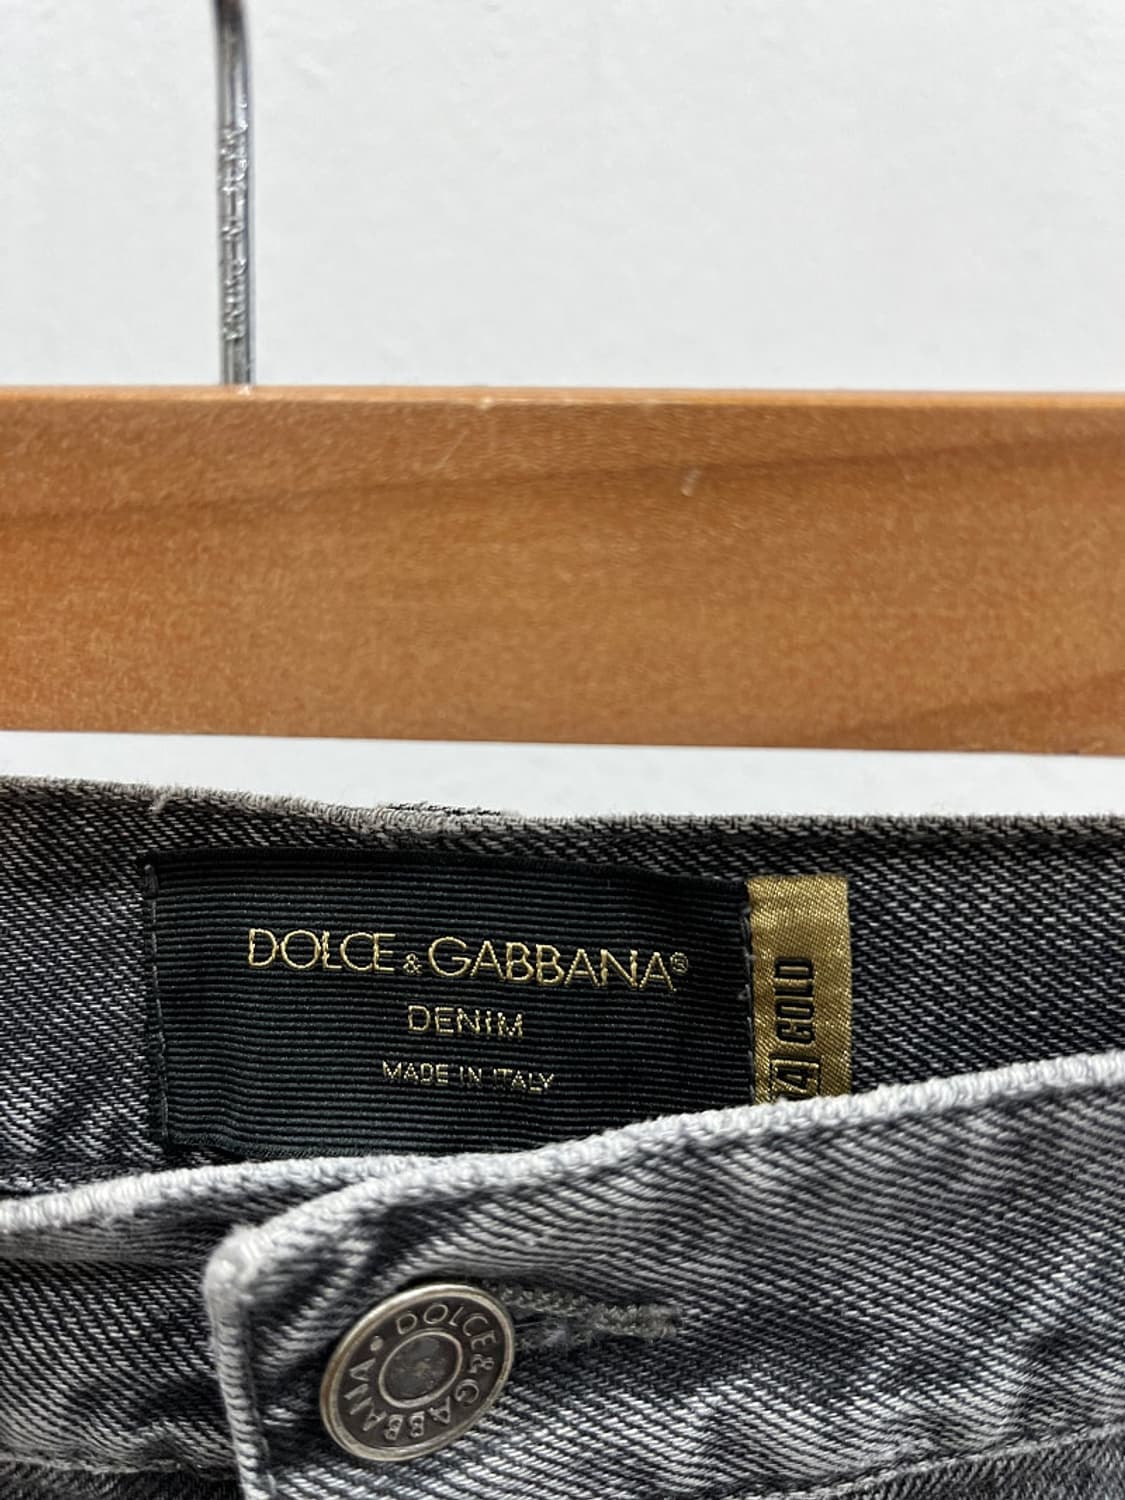 DOLCE & GABBANA®
DENIM
MADE IN ITALY
14] GOLD
DOLCE & GABBANA